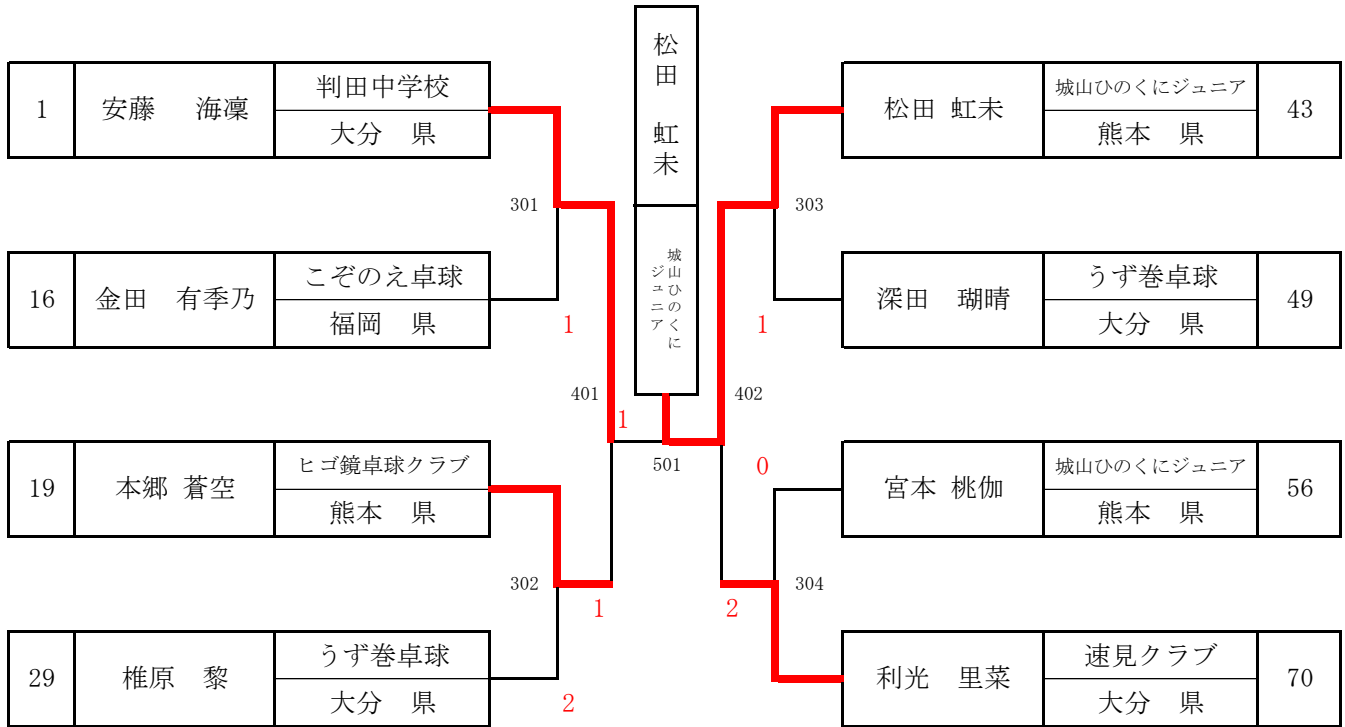 松田 虹未
城山ひのくに
ジュニア
1
安藤 海凜
判田中学校
大分 県
16
金田 有季乃
こぞのえ卓球
福岡 県
19
本郷 蒼空
ヒゴ鏡卓球クラブ
熊本 県
29
椎原 黎
うず巻卓球
大分 県
301
1
401
1
302
1
2
501
松田 虹未
城山ひのくにジュニア
熊本 県
43
深田 瑚晴
うず巻卓球
大分 県
49
宮本 桃伽
城山ひのくにジュニア
熊本 県
56
利光 里菜
速見クラブ
大分 県
70
303
1
402
0
304
2